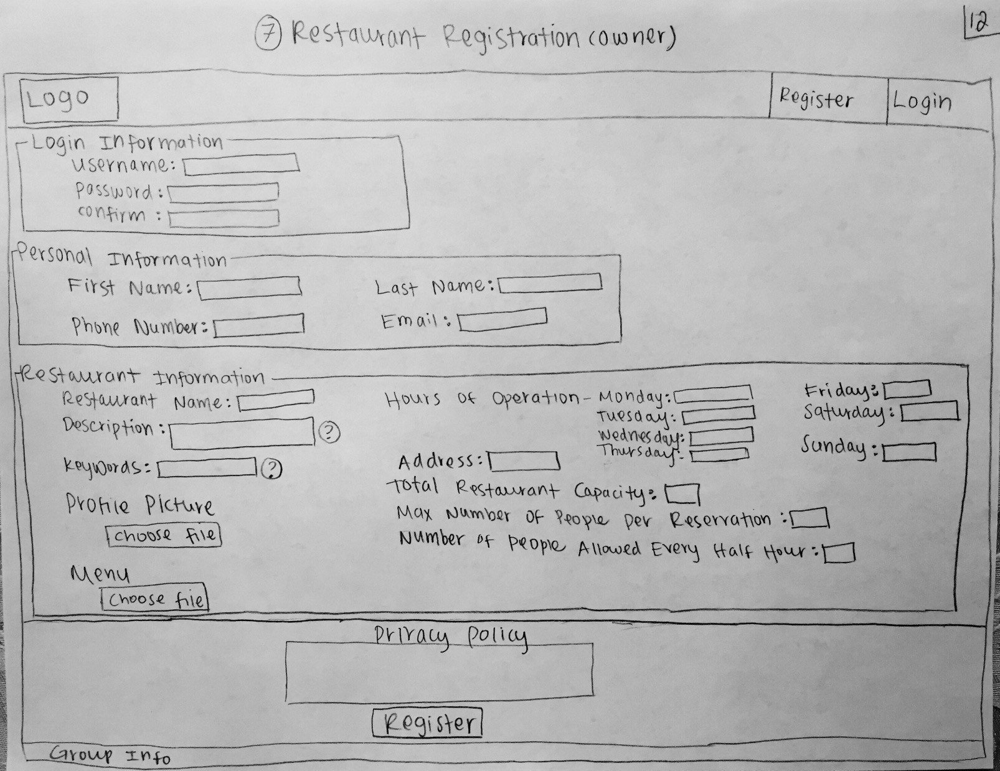 12
7 Restaurant Registration (owner)
Logo
Register
Login
Login Information
username:
password:
confirm :
Personal Information
First Name:
Last Name:
Phone Number:
Email:
Restaurant Information
Restaurant Name:
Description:
?
Keywords:
?
Profile Picture
choose file
Menu
choose file
Hours of Operation - Monday:
Tuesday:
Wednesday:
Thursday:
Friday:
Saturday:
Sunday:
Address:
Total Restaurant Capacity:
Max Number of People per Reservation:
Number of People Allowed Every Half Hour:
Privacy Policy
Register
Group Info